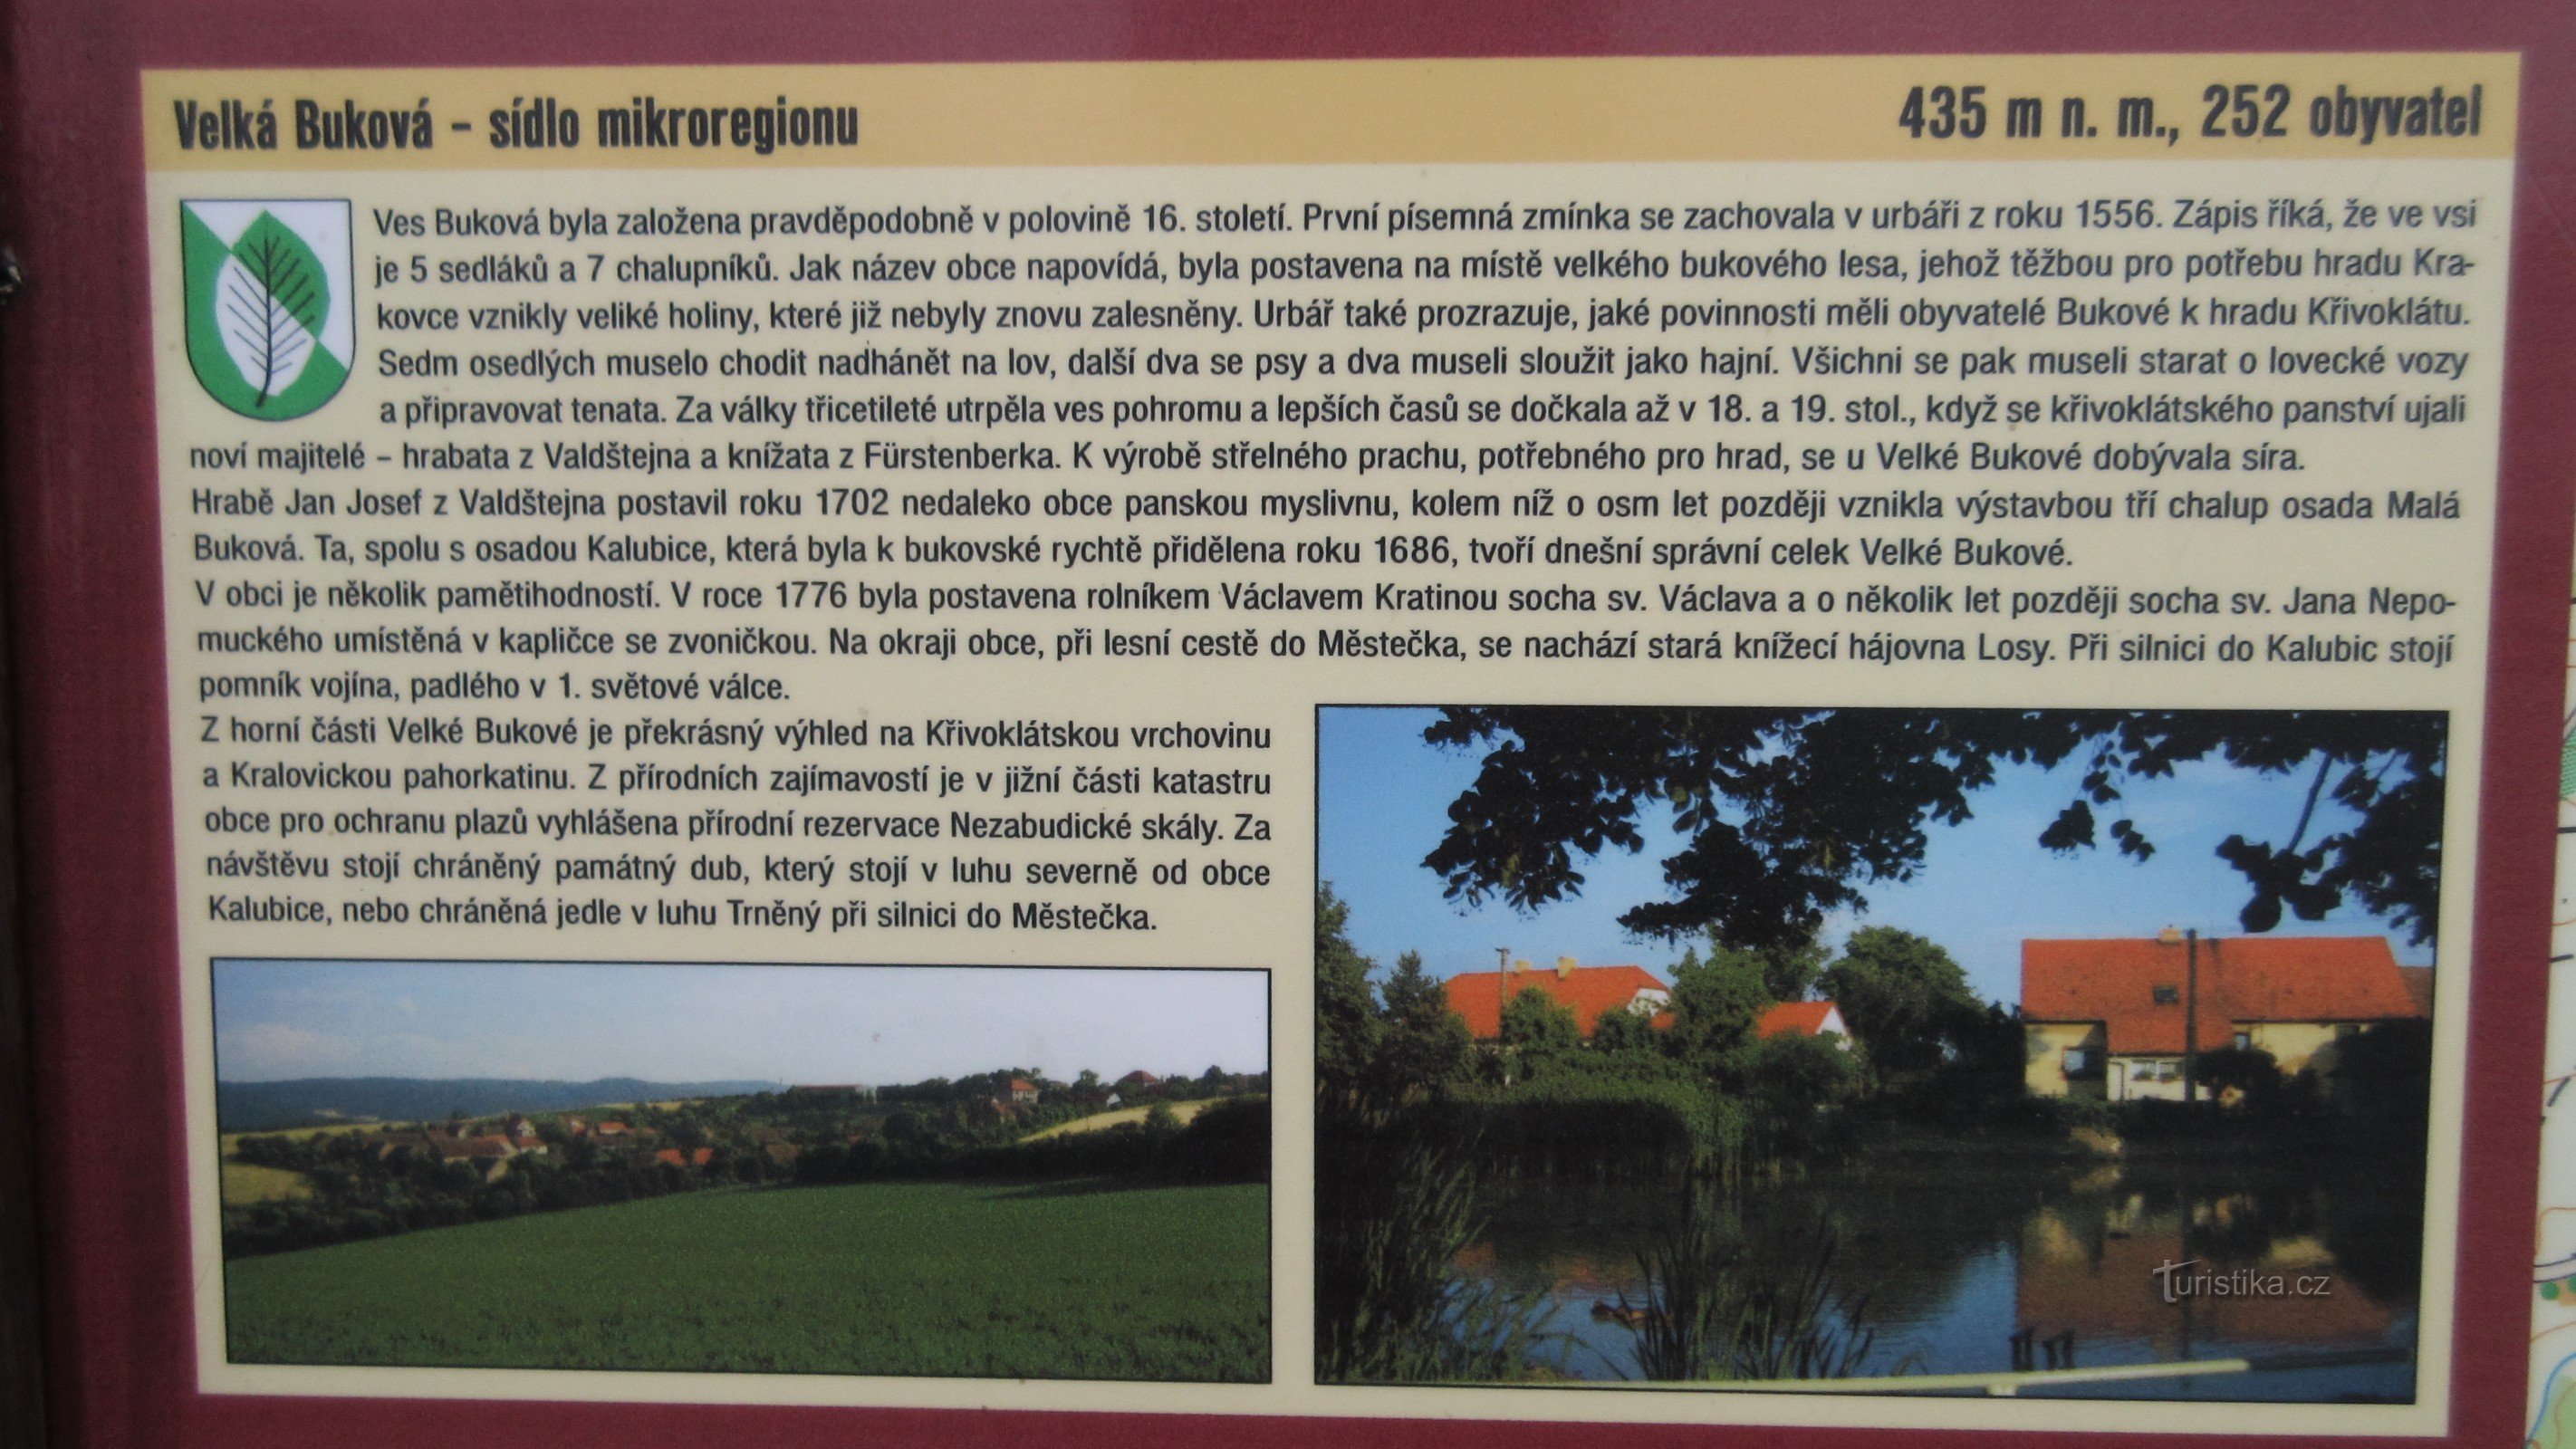 Velká Buková – sídlo mikroregionu
435 m n. m., 252 obyvatel
Ves Buková byla založena pravděpodobně v polovině 16. století. První písemná zmínka se zachovala v urbáři z roku 1556. Zápis říká, že ve vsi
je 5 sedláků a 7 chalupníků. Jak název obce napovídá, byla postavena na místě velkého bukového lesa, jehož těžbou pro potřebu hradu Kra-
kovce vznikly veliké holiny, které již nebyly znovu zalesněny. Urbář také prozrazuje, jaké povinnosti měli obyvatelé Bukové k hradu Křivoklátu.
Sedm osedlých muselo chodit nadhánět na lov, další dva se psy a dva museli sloužit jako hajní. Všichni se pak museli starat o lovecké vozy
a připravovat tenata. Za války třicetileté utrpěla ves pohromu a lepších časů se dočkala až v 18. a 19. stol., když se křivoklátského panství ujali
noví majitelé – hrabata z Valdštejna a knížata z Fürstenberka. K výrobě střelného prachu, potřebného pro hrad, se u Velké Bukové dobývala síra.
Hrabě Jan Josef z Valdštejna postavil roku 1702 nedaleko obce panskou myslivnu, kolem níž o osm let později vznikla výstavbou tří chalup osada Malá
Buková. Ta, spolu s osadou Kalubice, která byla k bukovské rychtě přidělena roku 1686, tvoří dnešní správní celek Velké Bukové.
V obci je několik pamětihodností. V roce 1776 byla postavena rolníkem Václavem Kratinou socha sv. Václava a o několik let později socha sv. Jana Nepo-
muckého umístěná v kapličce se zvoničkou. Na okraji obce, při lesní cestě do Městečka, se nachází stará knížecí hájovna Losy. Při silnici do Kalubic stojí
pomník vojína, padlého v 1. světové válce.
Z horní části Velké Bukové je překrásný výhled na Křivoklátskou vrchovinu
a Kralovickou pahorkatinu. Z přírodních zajímavostí je v jižní části katastru
obce pro ochranu plazů vyhlášena přírodní rezervace Nezabudické skály. Za
návštěvu stojí chráněný památný dub, který stojí v luhu severně od obce
Kalubice, nebo chráněná jedle v luhu Trněný při silnici do Městečka.
Turistika.cz